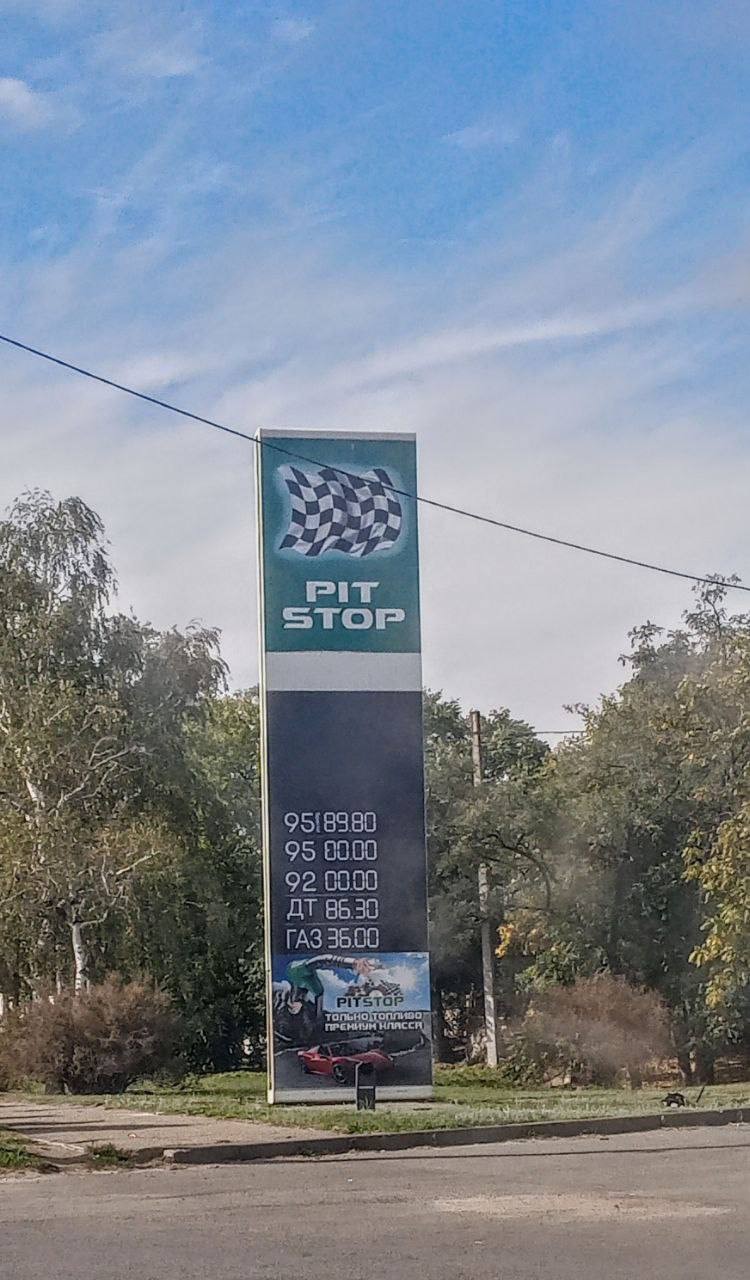 PIT
STOP
95 89.80
95 00.00
92 00.00
ДТ 86.30
ГАЗ 36.00
PITSTOP
ТОЛЬКО ТОПЛИВО
ПРЕМИУМ КЛАССА